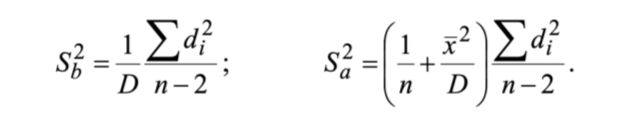 $S_b^2 = \frac{1}{D} \frac{\sum d_i^2}{n-2}$ ; $S_a^2 = \left( \frac{1}{n} + \frac{\overline{x}^2}{D} \right) \frac{\sum d_i^2}{n-2}$ .